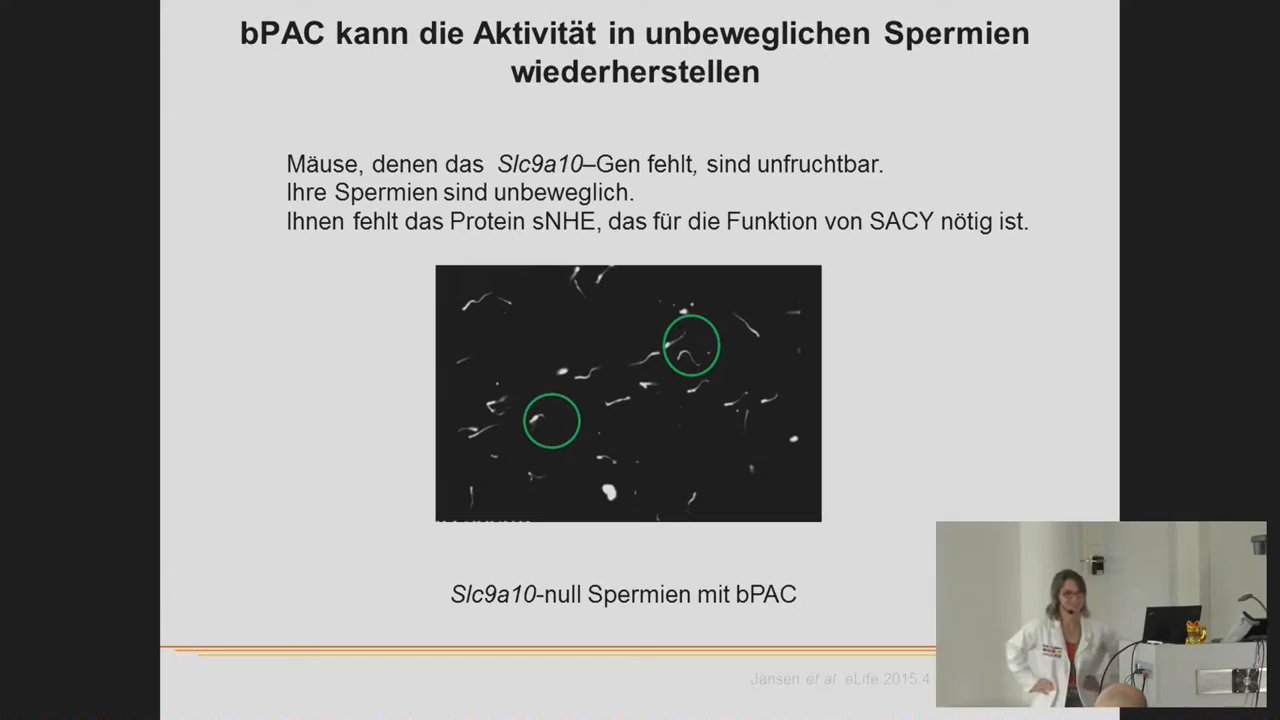 bPAC kann die Aktivität in unbeweglichen Spermien
wiederherstellen
Mäuse, denen das Slc9a10–Gen fehlt, sind unfruchtbar.
Ihre Spermien sind unbeweglich.
Ihnen fehlt das Protein sNHE, das für die Funktion von SACY nötig ist.
Slc9a10-null Spermien mit bPAC
Jansen et al eLife 2015.4